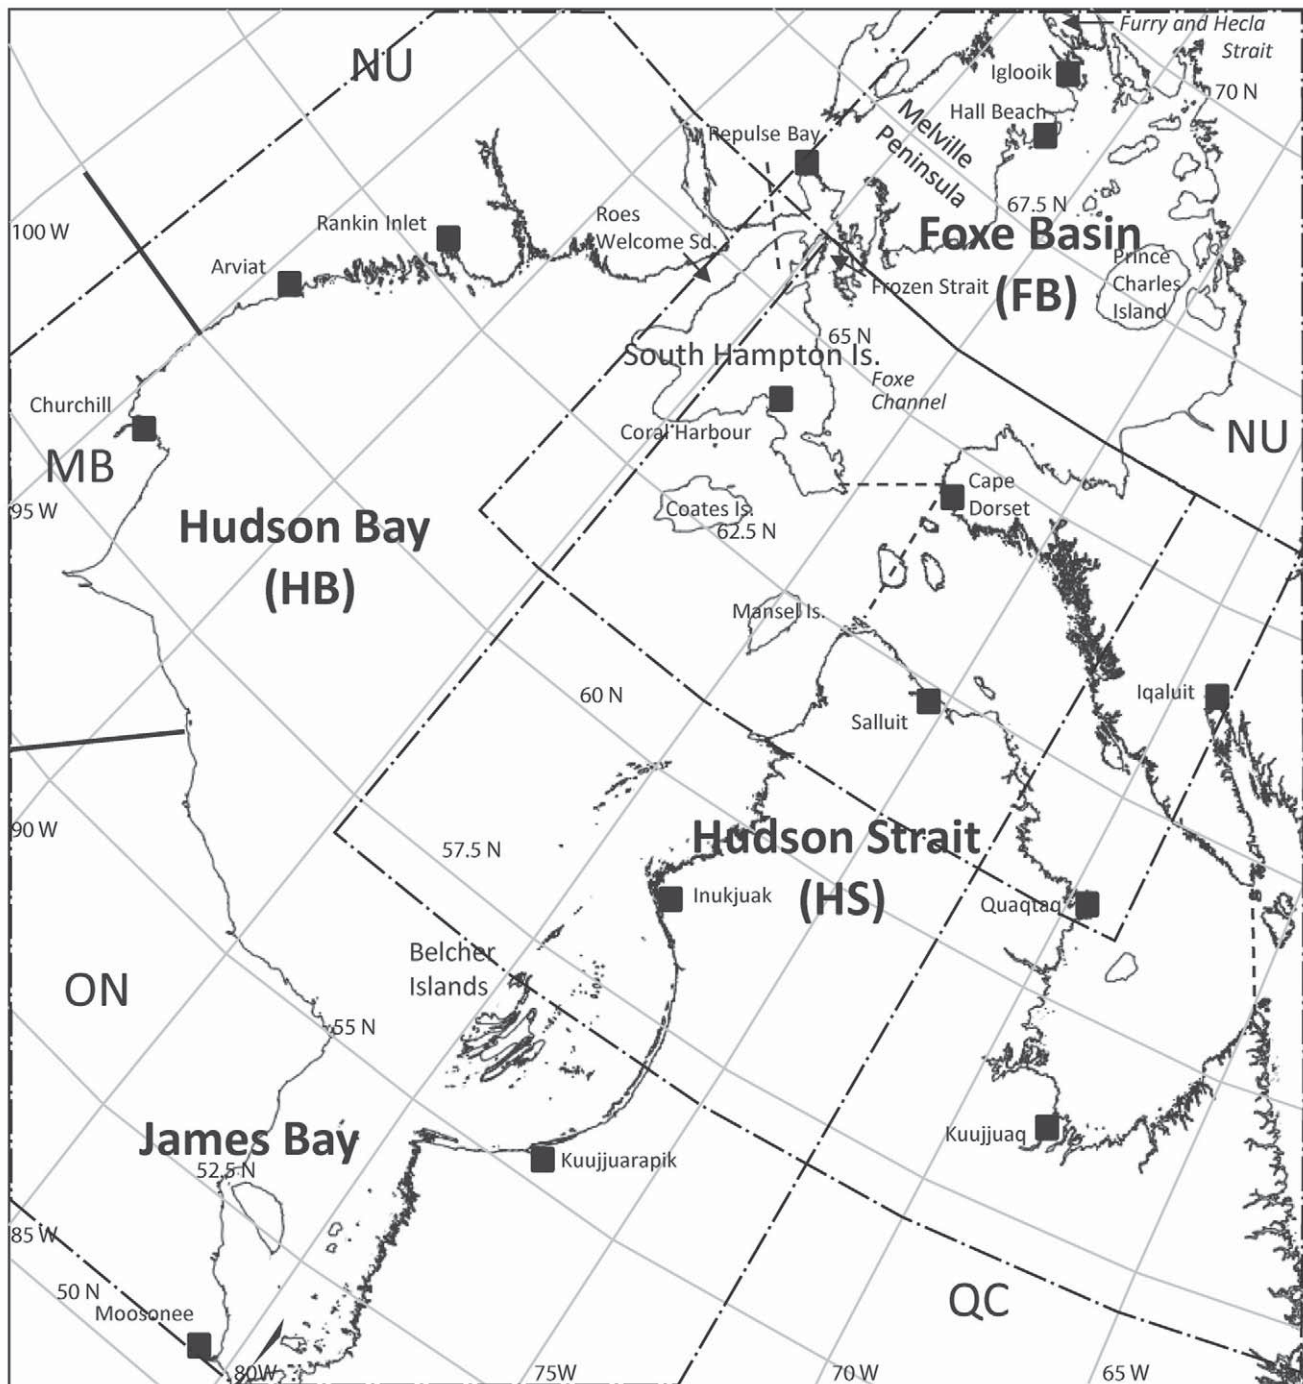 Furry and Hecla
Strait
NU
Iglooik
70 N
Hall Beach
Melville
Peninsula
Repulse Bay
67.5 N
Roes
Welcome Sd.
Rankin Inlet
100 W
Foxe Basin
(FB)
Prince
Charles
Island
Arviat
Frozen Strait
65 N
South Hampton Is.
Foxe
Channel
Churchill
Coral Harbour
NU
MB
Cape
Dorset
95 W
Hudson Bay
(HB)
Coates Is.
62.5 N
Mansel Is.
60 N
Iqaluit
Salluit
90 W
57.5 N
Hudson Strait
(HS)
Inukjuak
Quaqtaq
Belcher
Islands
ON
55 N
James Bay
Kuujjuaq
Kuujjuarapik
52.5 N
85 W
50 N
Moosonee
QC
80W
75W
70W
65 W